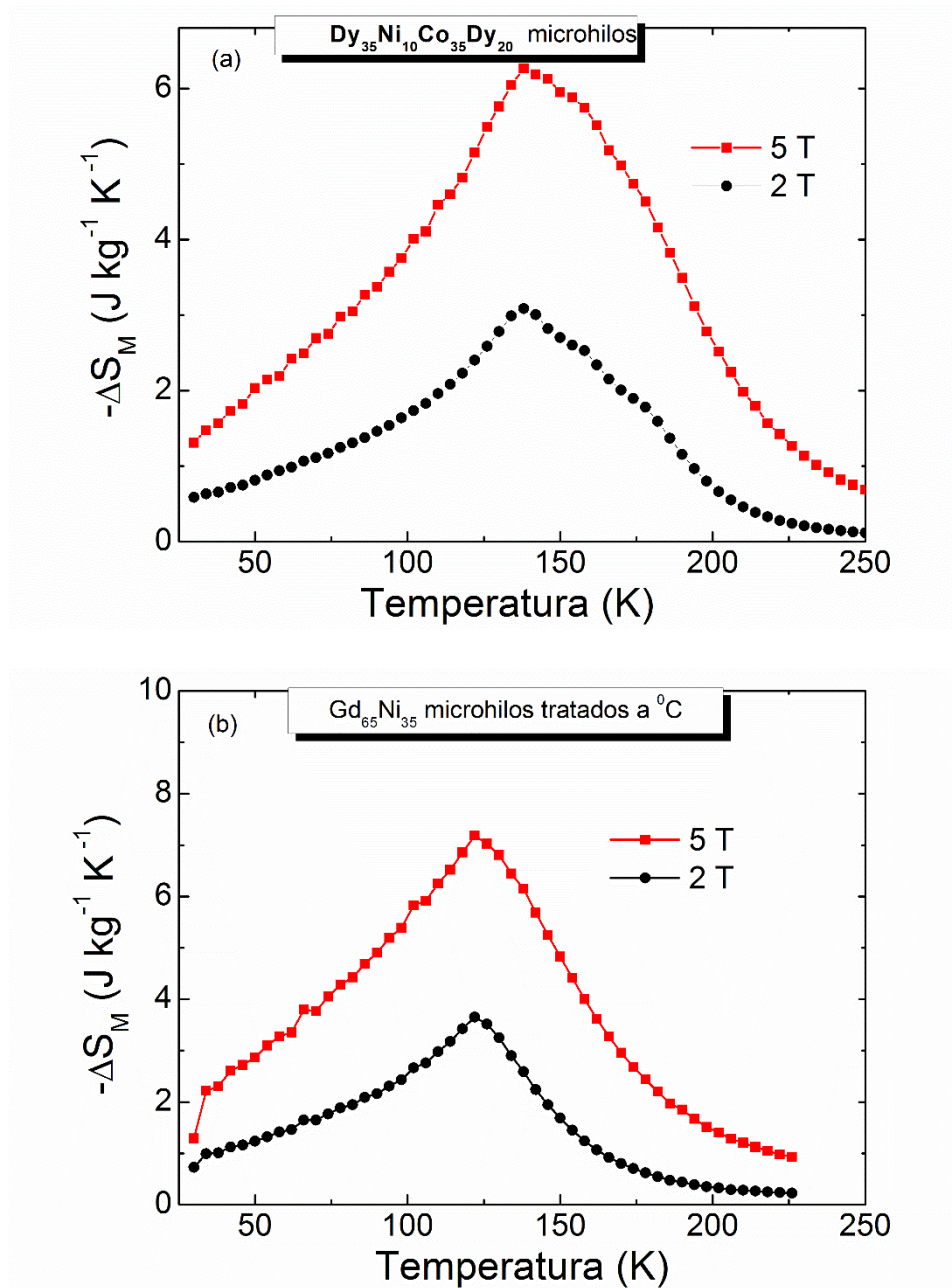 Dy₃₅Ni₁₀Co₃₅Dy₂₀ microhilos
(a)
6
4
2
0
-ΔS_M (J kg⁻¹ K⁻¹)
5 T
2 T
50 100 150 200 250
Temperatura (K)
(b)
Gd₆₅Ni₃₅ microhilos tratados a ⁰C
10
8
6
4
2
0
-ΔS_M (J kg⁻¹ K⁻¹)
5 T
2 T
50 100 150 200 250
Temperatura (K)